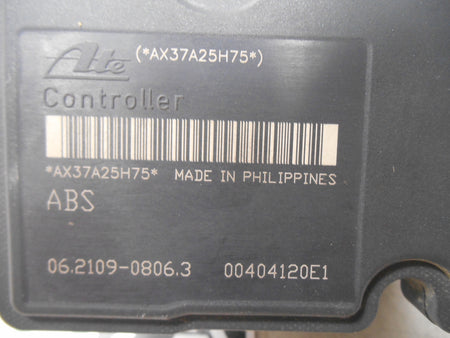 Ate (*AX37A25H75*)
Controller
*AX37A25H75* MADE IN PHILIPPINES
ABS
06.2109-0806.3 00404120E1